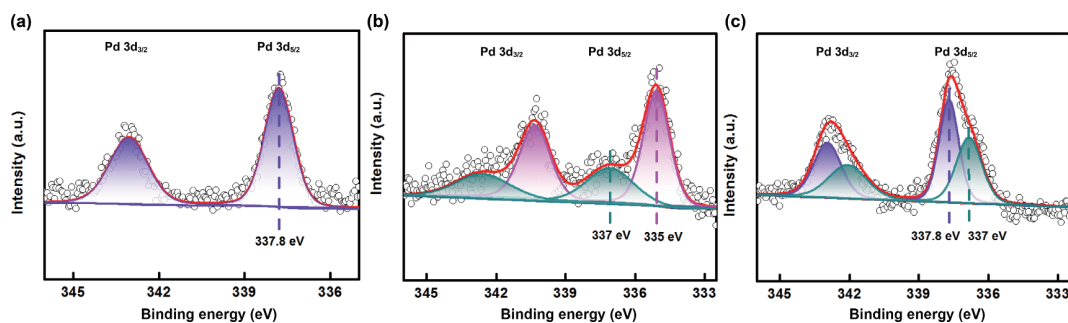 (a)
Pd 3d₃/₂ Pd 3d₅/₂
Intensity (a.u.)
337.8 eV
345 342 339 336
Binding energy (eV)
(b)
Pd 3d₃/₂ Pd 3d₅/₂
Intensity (a.u.)
337 eV 335 eV
345 342 339 336 333
Binding energy (eV)
(c)
Pd 3d₃/₂ Pd 3d₅/₂
Intensity (a.u.)
337.8 eV 337 eV
345 342 339 336 333
Binding energy (eV)